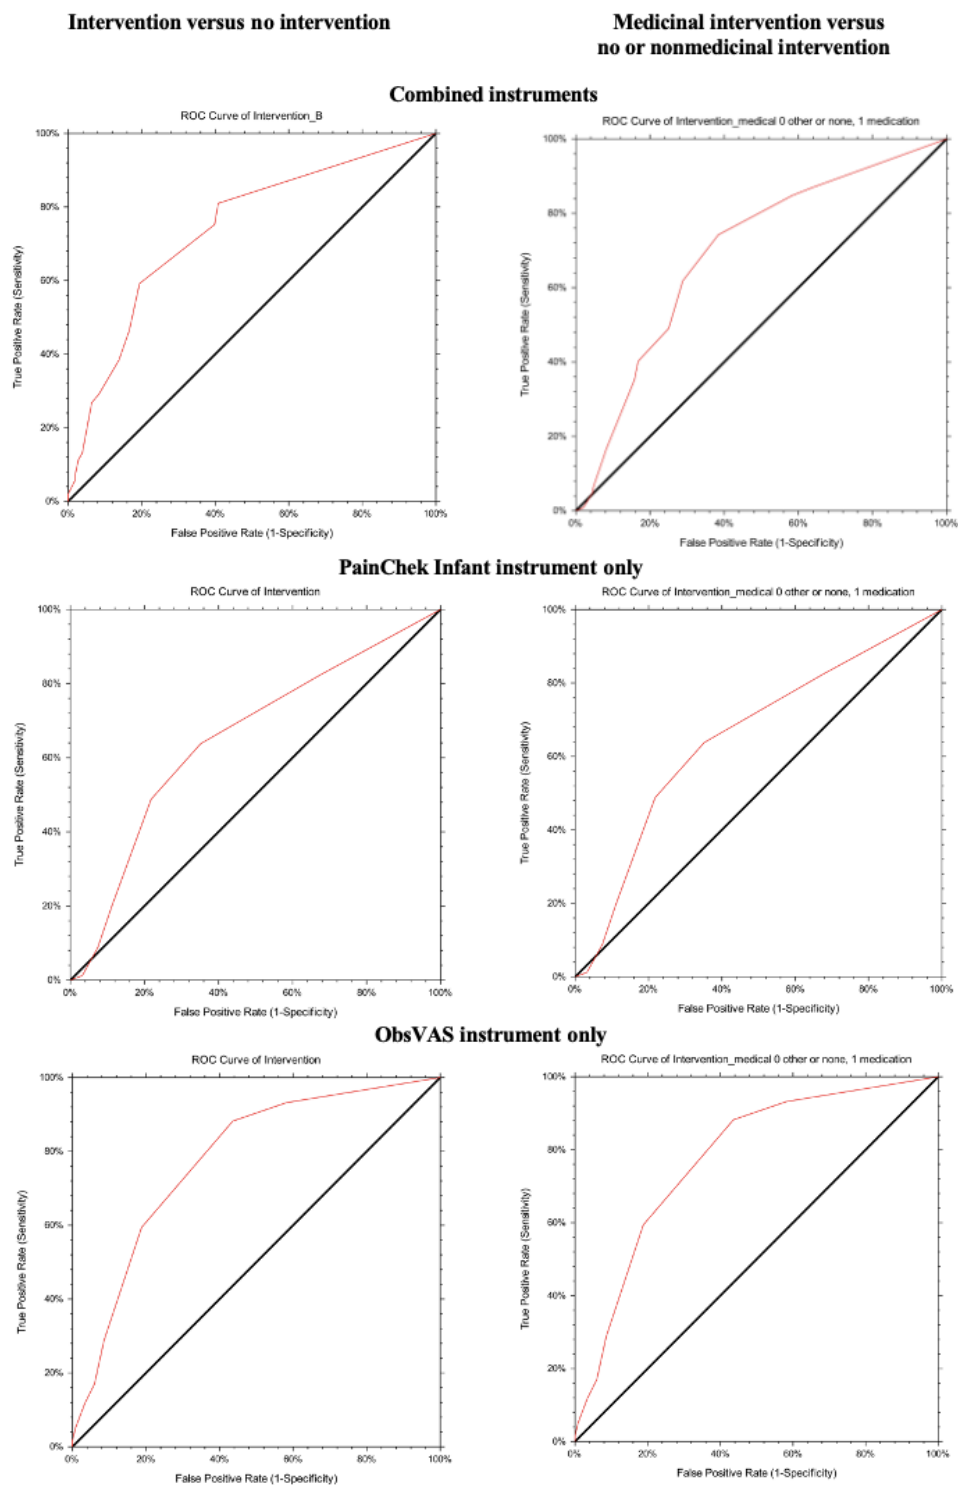 Intervention versus no intervention
Medicinal intervention versus
no or nonmedicinal intervention
Combined instruments
ROC Curve of Intervention_B
100%
80%
60%
40%
20%
0%
True Positive Rate (Sensitivity)
0% 20% 40% 60% 80% 100%
False Positive Rate (1-Specificity)
ROC Curve of Intervention_medical 0 other or none, 1 medication
100%
80%
60%
40%
20%
0%
True Positive Rate (Sensitivity)
0% 20% 40% 60% 80% 100%
False Positive Rate (1-Specificity)
PainChek Infant instrument only
ROC Curve of Intervention
100%
80%
60%
40%
20%
0%
True Positive Rate (Sensitivity)
0% 20% 40% 60% 80% 100%
False Positive Rate (1-Specificity)
ROC Curve of Intervention_medical 0 other or none, 1 medication
100%
80%
60%
40%
20%
0%
True Positive Rate (Sensitivity)
0% 20% 40% 60% 80% 100%
False Positive Rate (1-Specificity)
ObsVAS instrument only
ROC Curve of Intervention
100%
80%
60%
40%
20%
0%
True Positive Rate (Sensitivity)
0% 20% 40% 60% 80% 100%
False Positive Rate (1-Specificity)
ROC Curve of Intervention_medical 0 other or none, 1 medication
100%
80%
60%
40%
20%
0%
True Positive Rate (Sensitivity)
0% 20% 40% 60% 80% 100%
False Positive Rate (1-Specificity)